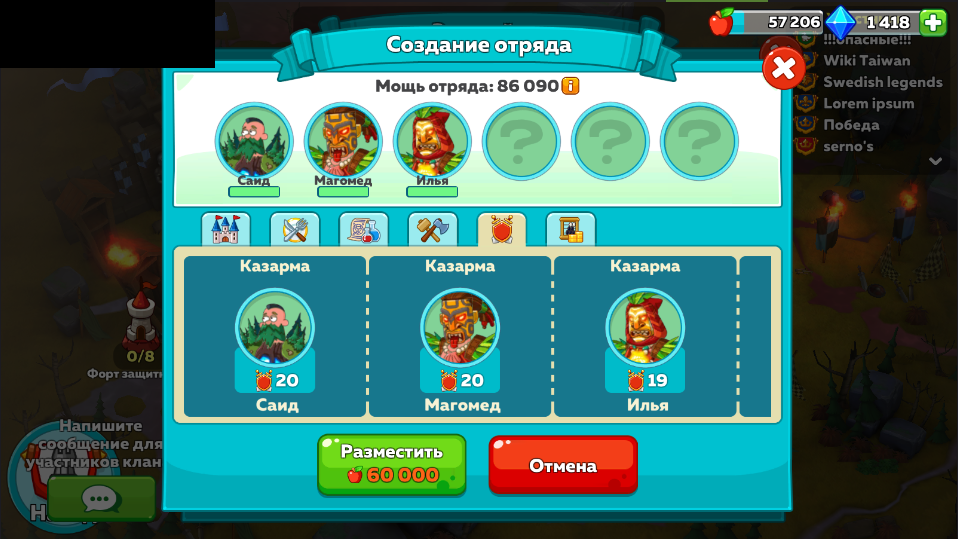 57 206
1 418
Создание отряда
!!!Опасные!!!
Wiki Taiwan
Swedish legends
Lorem ipsum
Победа
serno's
Мощь отряда: 86 090
Саид
Магомед
Илья
Казарма
Казарма
Казарма
20
20
19
Саид
Магомед
Илья
0/8
Форт защитн
Напишите
сообщение для
участников клан
Разместить
60 000
Отмена